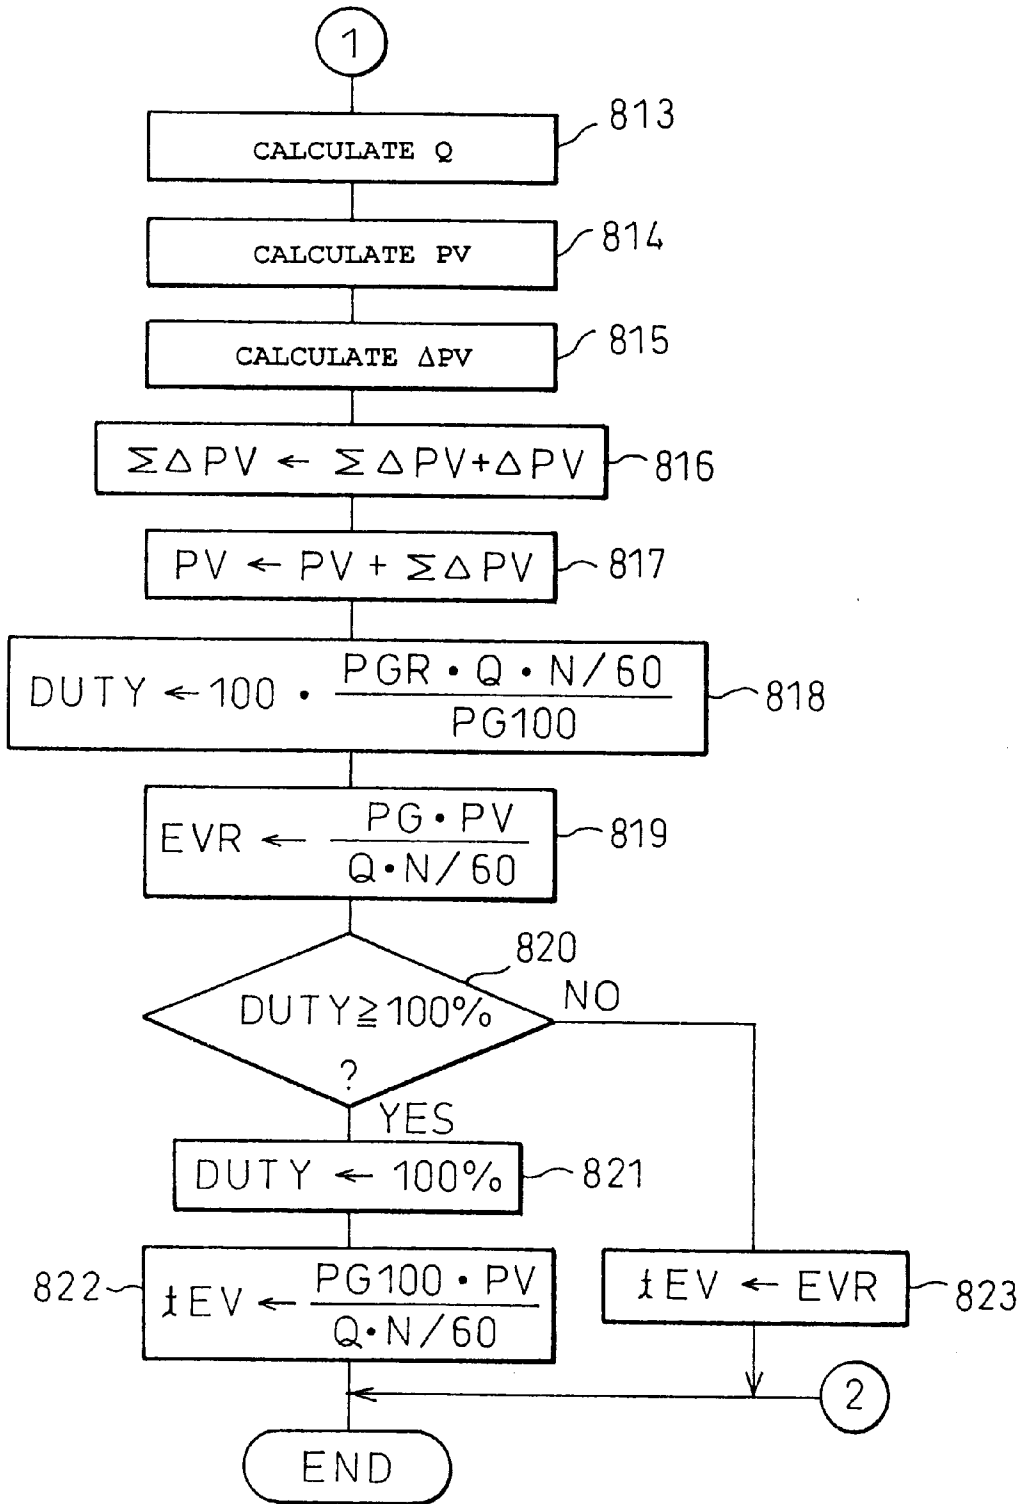 1
813
CALCULATE Q
814
CALCULATE PV
815
CALCULATE ΔPV
ΣΔPV ← ΣΔPV+ΔPV
816
PV ← PV + ΣΔPV
817
DUTY ← 100 • PGR • Q • N/60
PG100
818
EVR ← PG • PV
Q • N/60
819
820
DUTY ≧ 100%
?
NO
YES
DUTY ← 100%
821
822
tEV ← PG100 • PV
Q • N/60
tEV ← EVR
823
2
END